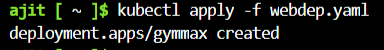 ajit [ ~ ]$ kubectl apply -f webdep.yaml
deployment.apps/gymmax created